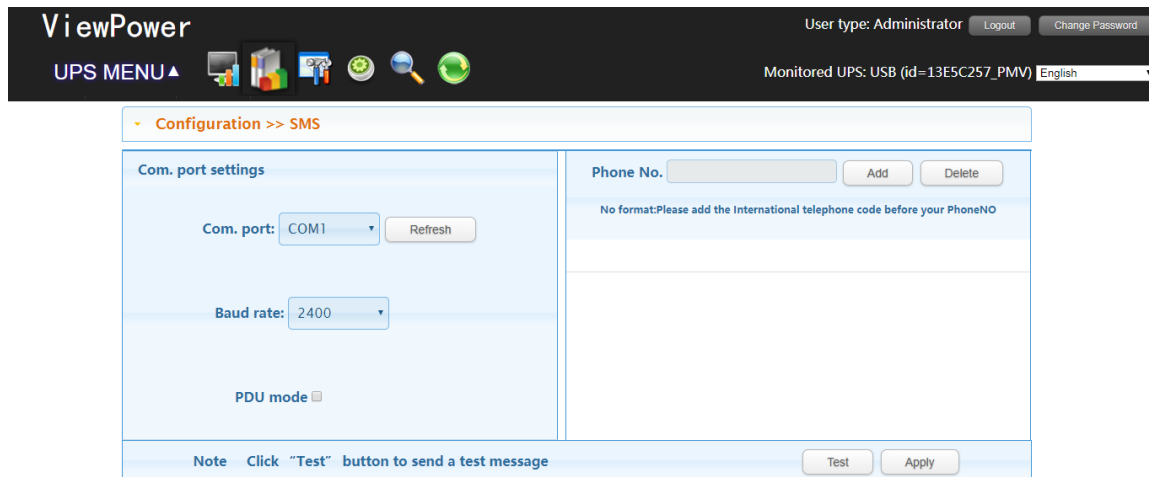 ViewPower
User type: Administrator Logout Change Password
UPS MENU▲
Monitored UPS: USB (id=13E5C257_PMV) English
Configuration >> SMS
Com. port settings
Com. port: COM1 Refresh
Baud rate: 2400
PDU mode
Phone No. Add Delete
No format:Please add the International telephone code before your PhoneNO
Note Click “Test” button to send a test message
Test Apply